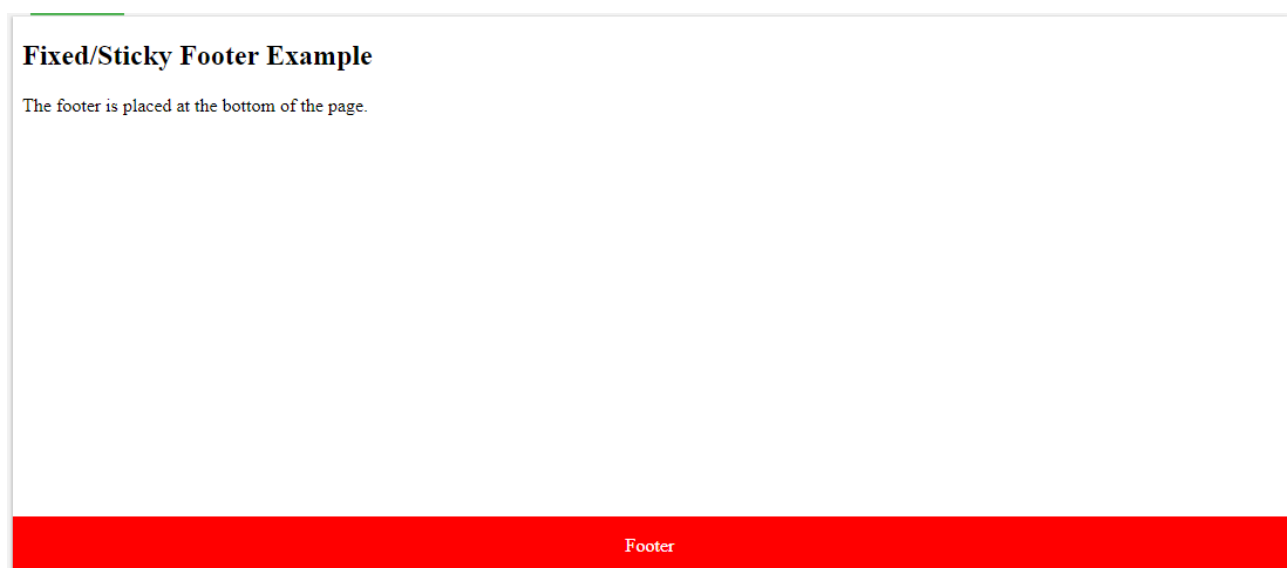 Fixed/Sticky Footer Example
The footer is placed at the bottom of the page.
Footer